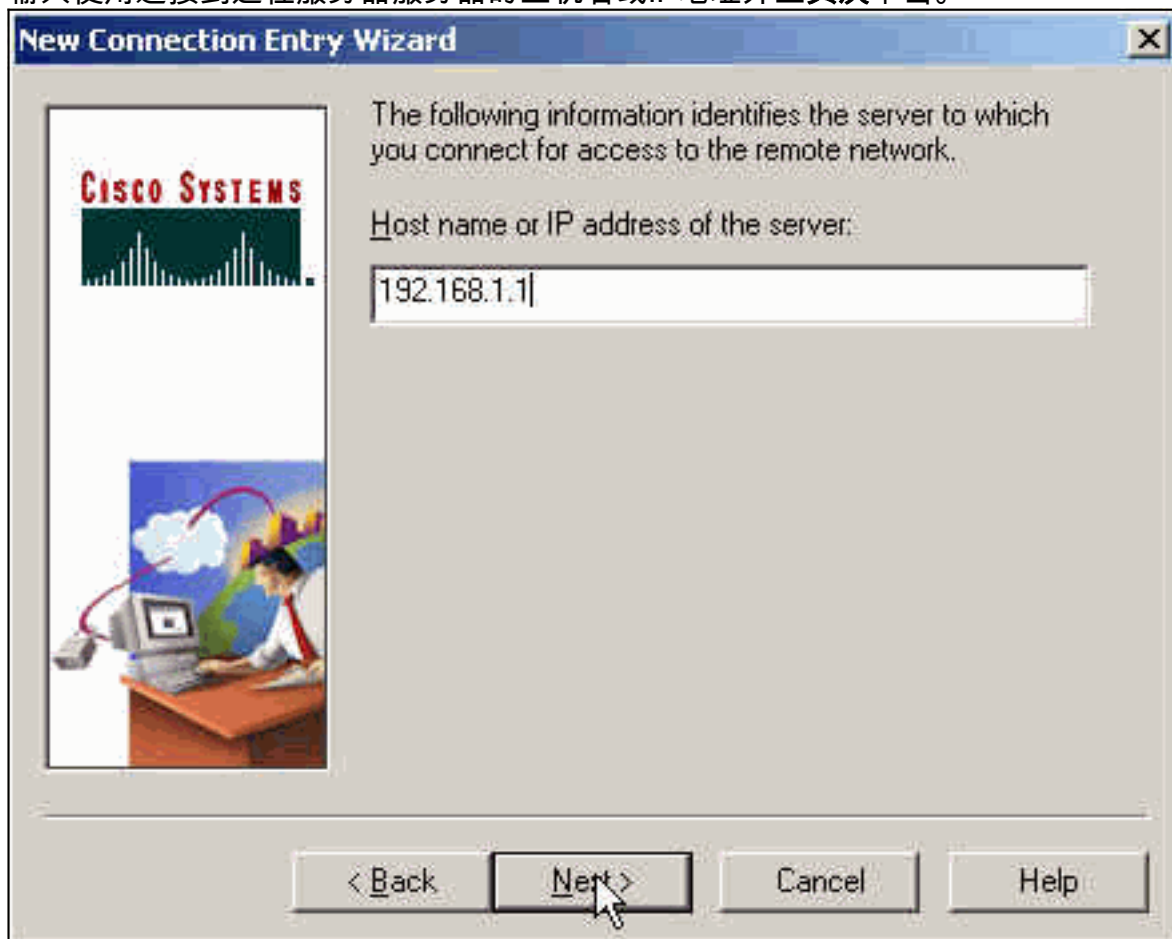 New Connection Entry Wizard
The following information identifies the server to which
you connect for access to the remote network.
CISCO SYSTEMS
Host name or IP address of the server:
192.168.1.1
< Back
Next >
Cancel
Help